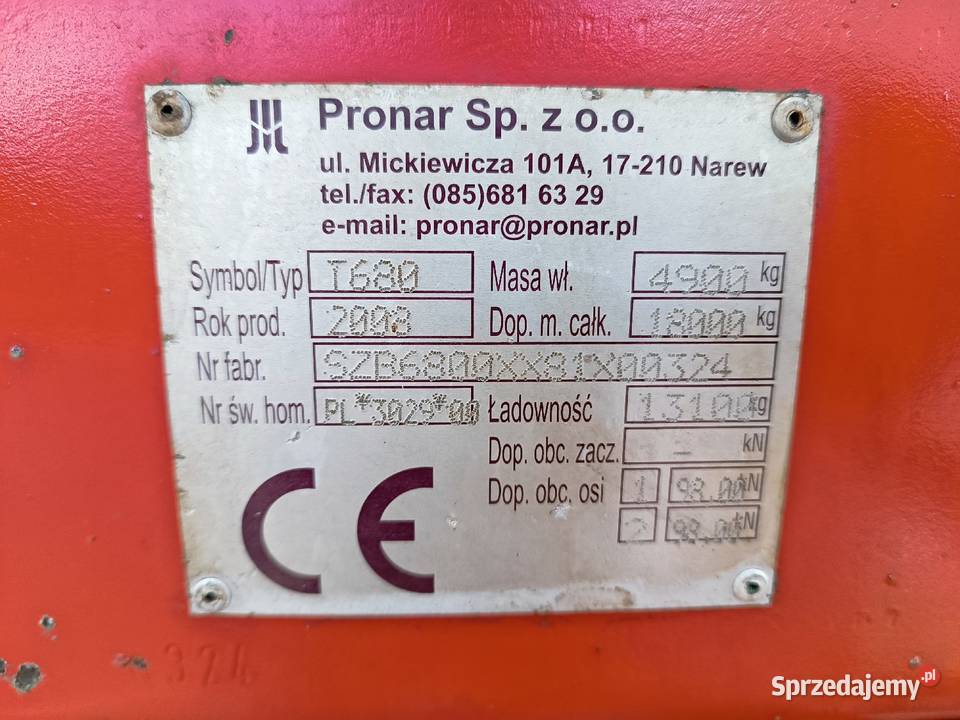 Pronar Sp. z o.o.
ul. Mickiewicza 101A, 17-210 Narew
tel./fax: (085)681 63 29
e-mail: pronar@pronar.pl
Symbol/Typ T680 Masa wł. 4900 kg
Rok prod. 2008 Dop. m. całk. 18000 kg
Nr fabr. SZB6800XX81X00324
Nr św. hom. PL*3029*00 Ładowność 13100 kg
Dop. obc. zacz. – kN
Dop. obc. osi 1 98.00 kN
2 98.00 kN
CE
324
Sprzedajemy.pl